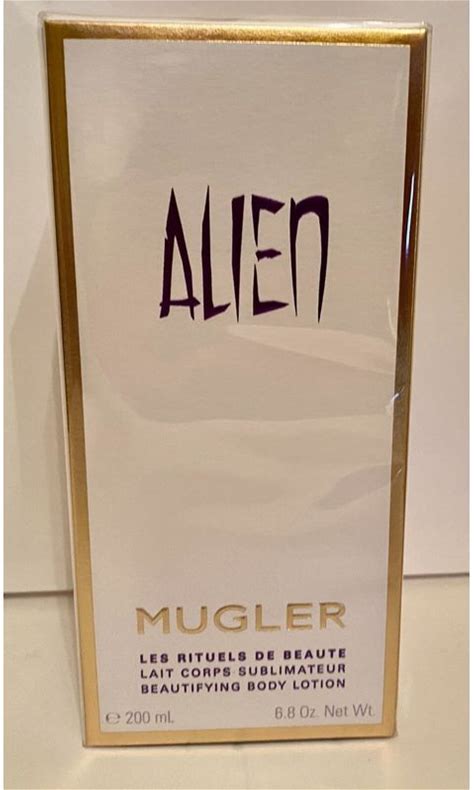 ALIEN
MUGLER
LES RITUELS DE BEAUTE
LAIT CORPS SUBLIMATEUR
BEAUTIFYING BODY LOTION
℮ 200 mL 6.8 Oz. Net Wt.